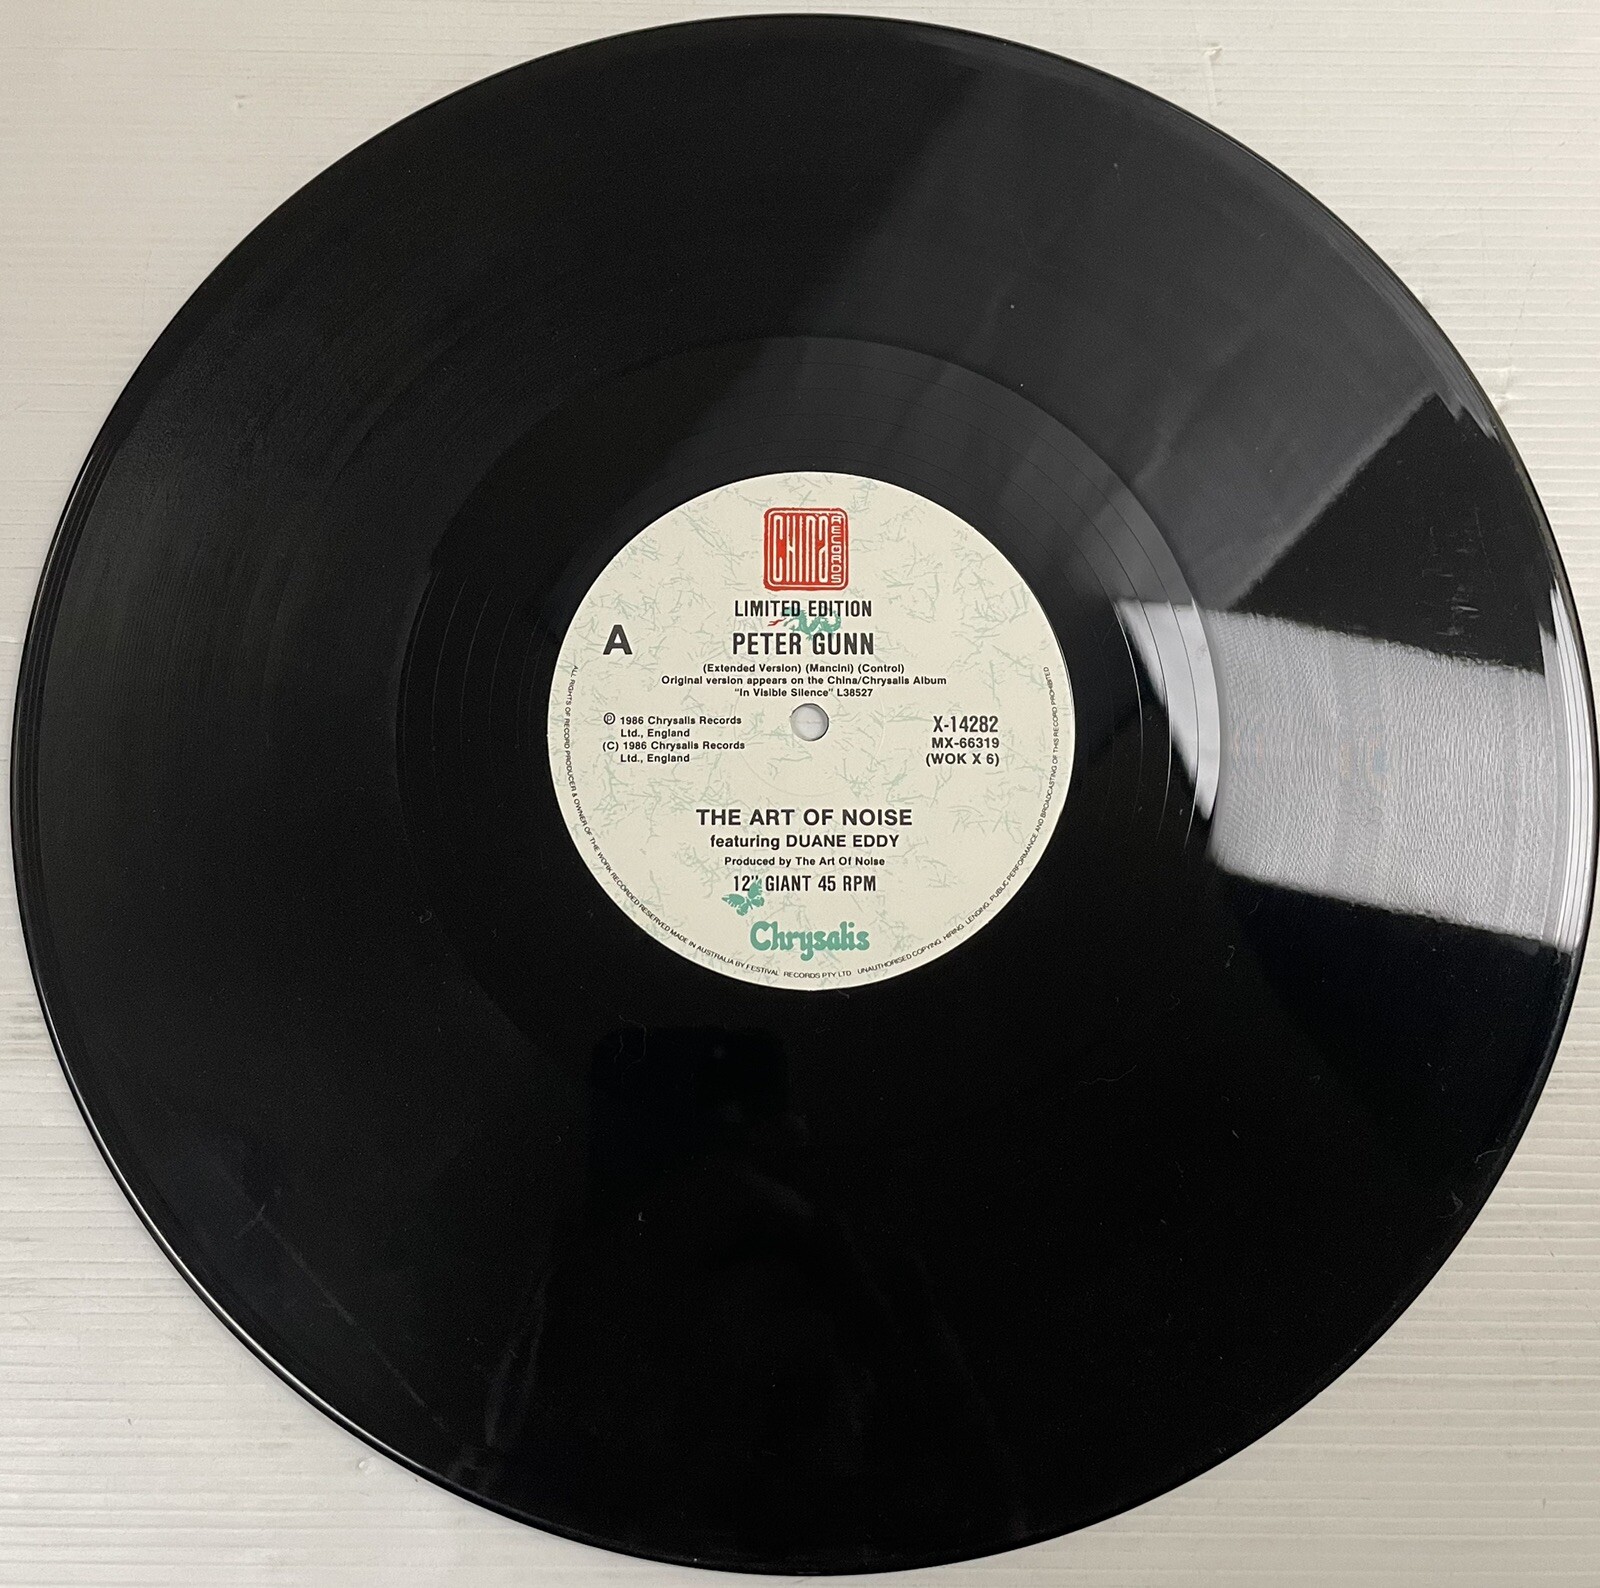 CHINA RECORDS
LIMITED EDITION
A
PETER GUNN
(Extended Version) (Mancini) (Control)
Original version appears on the China/Chrysalis Album
"In Visible Silence" L38527
℗ 1986 Chrysalis Records
Ltd., England
(C) 1986 Chrysalis Records
Ltd., England
X-14282
MX-66319
(WOK X 6)
THE ART OF NOISE
featuring DUANE EDDY
Produced by The Art Of Noise
12" GIANT 45 RPM
Chrysalis
ALL RIGHTS OF RECORD PRODUCER & OWNER OF THE WORK RECORDED RESERVED MADE IN AUSTRALIA BY FESTIVAL RECORDS PTY LTD UNAUTHORISED COPYING, HIRING, LENDING, PUBLIC PERFORMANCE AND BROADCASTING OF THIS RECORD PROHIBITED